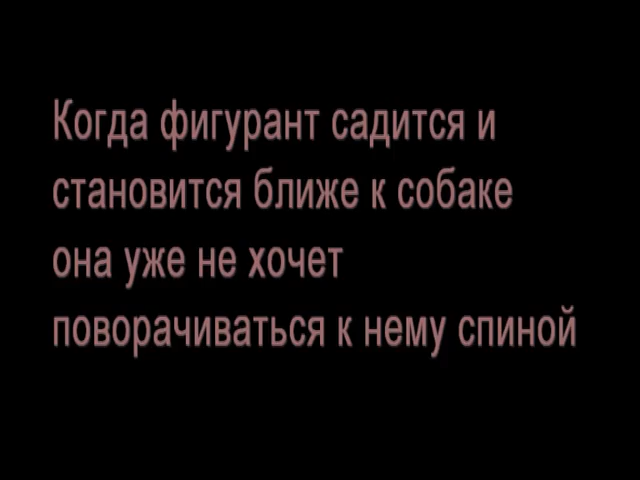 Когда фигурант садится и
становится ближе к собаке
она уже не хочет
поворачиваться к нему спиной